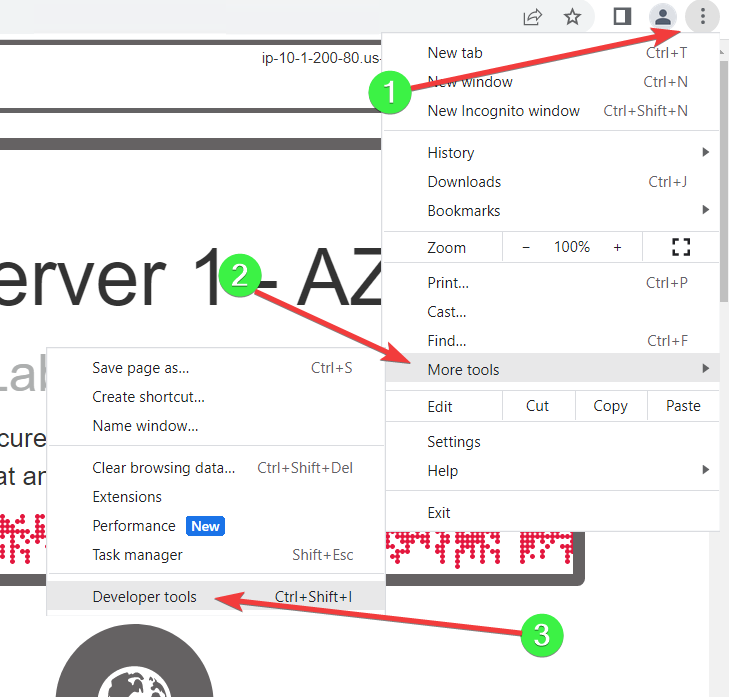 ip-10-1-200-80.us-
New tab Ctrl+T
1
New window Ctrl+N
New Incognito window Ctrl+Shift+N
History
Downloads Ctrl+J
Bookmarks
Zoom - 100% +
erver 1 - AZ
2
Print... Ctrl+P
Cast...
Find... Ctrl+F
More tools
Edit Cut Copy Paste
Settings
Help
Exit
Lab
cure
at an
Save page as... Ctrl+S
Create shortcut...
Name window...
Clear browsing data... Ctrl+Shift+Del
Extensions
Performance New
Task manager Shift+Esc
Developer tools Ctrl+Shift+I
3